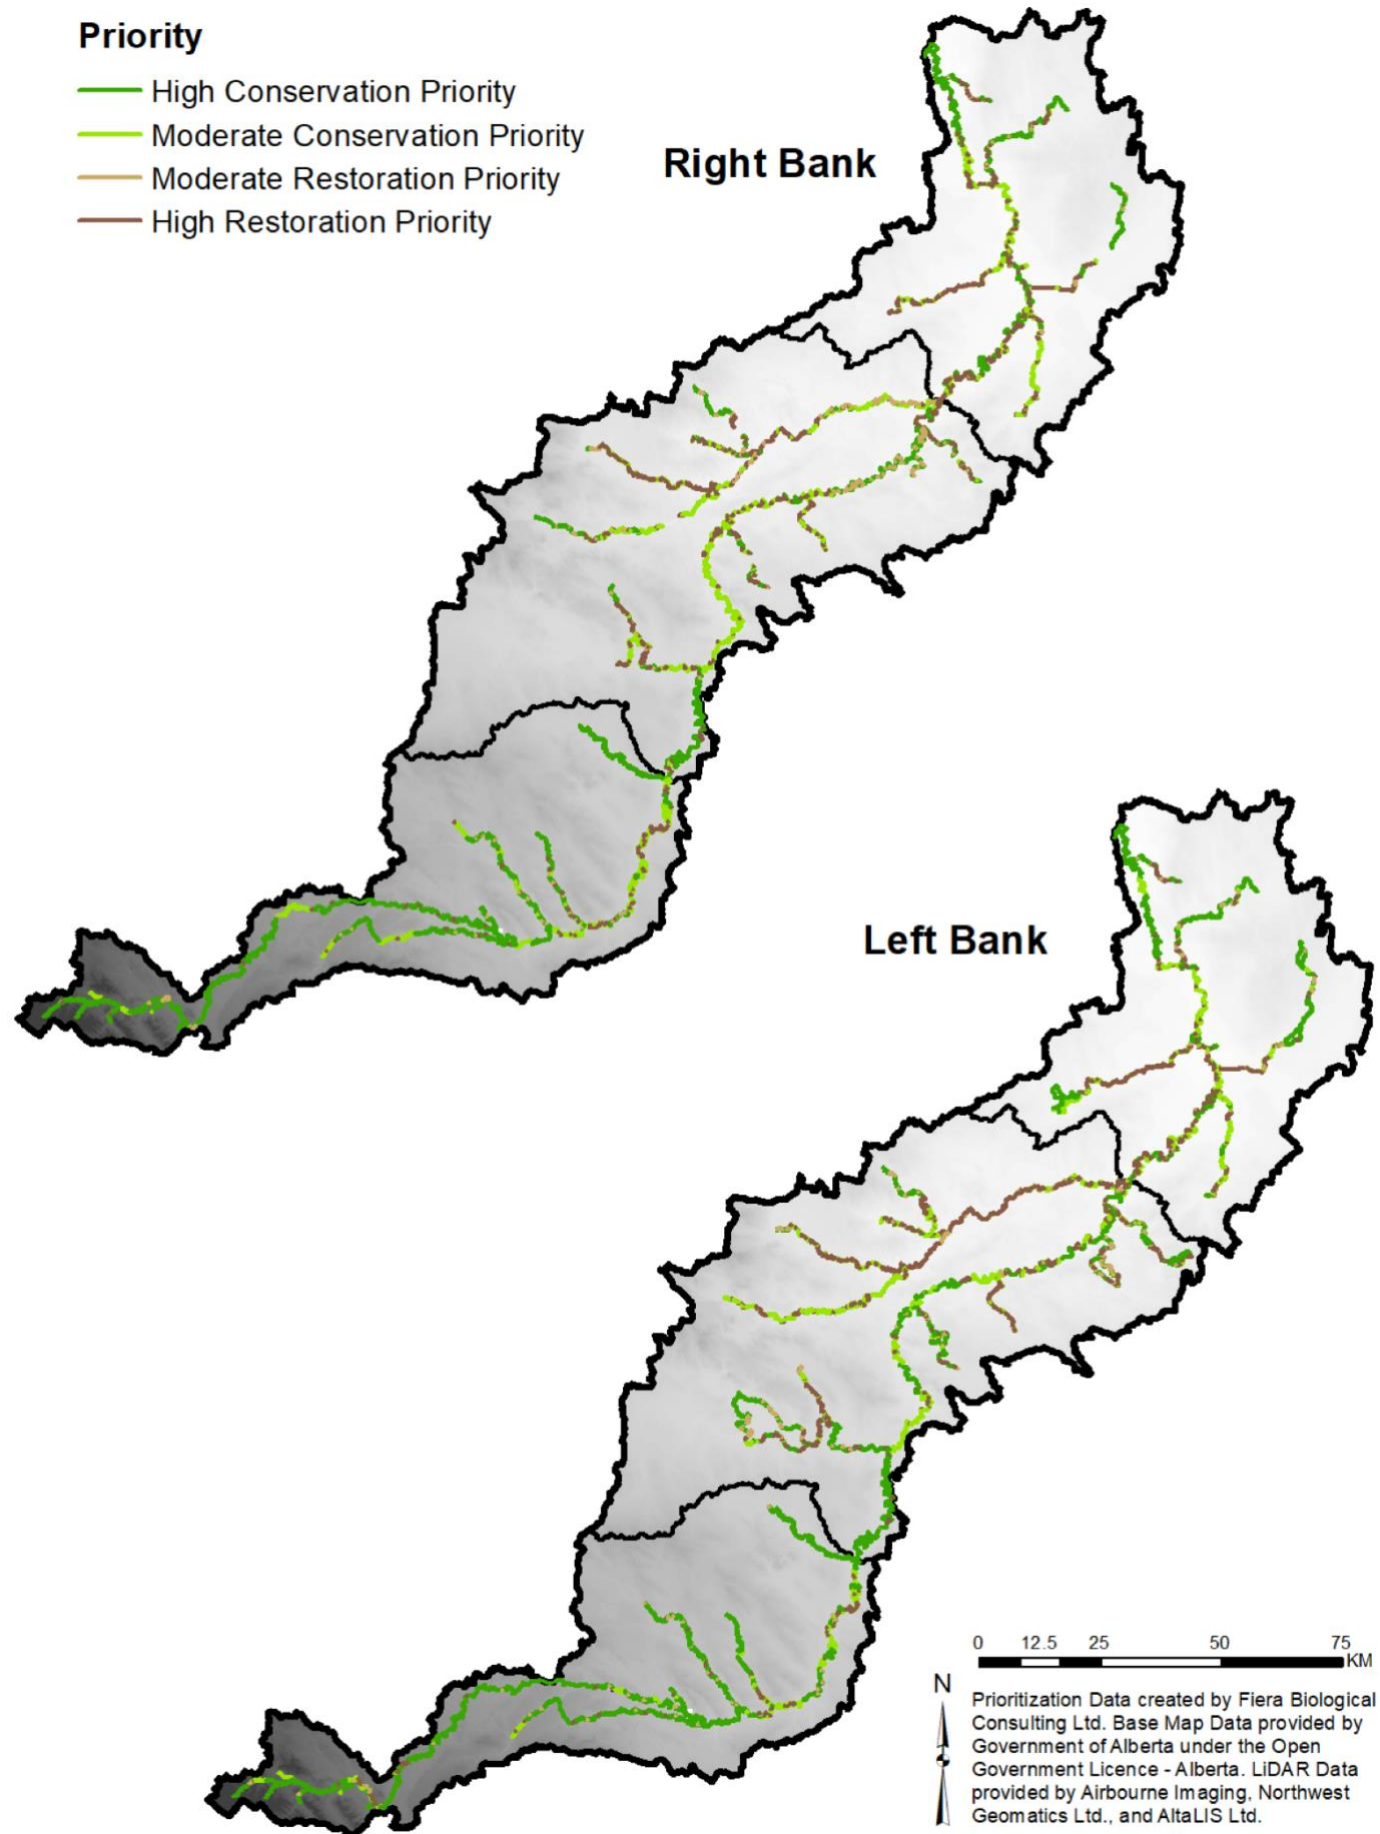 Priority
High Conservation Priority
Moderate Conservation Priority
Moderate Restoration Priority
High Restoration Priority
Right Bank
Left Bank
0 12.5 25 50 75
KM
N
Prioritization Data created by Fiera Biological
Consulting Ltd. Base Map Data provided by
Government of Alberta under the Open
Government Licence - Alberta. LiDAR Data
provided by Airbourne Imaging, Northwest
Geomatics Ltd., and AltaLIS Ltd.